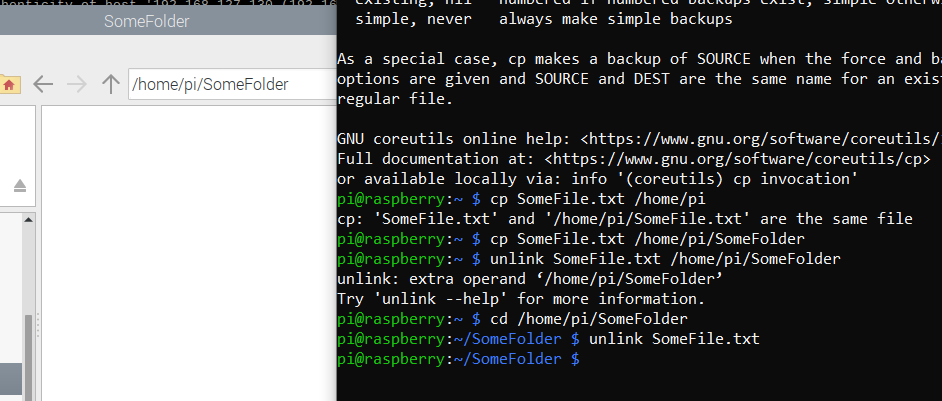 SomeFolder
/home/pi/SomeFolder
simple, never always make simple backups
As a special case, cp makes a backup of SOURCE when the force and
options are given and SOURCE and DEST are the same name for an
regular file.
GNU coreutils online help: <https://www.gnu.org/software/coreutils/
Full documentation at: <https://www.gnu.org/software/coreutils/cp>
or available locally via: info '(coreutils) cp invocation'
pi@raspberry:~ $ cp SomeFile.txt /home/pi
cp: 'SomeFile.txt' and '/home/pi/SomeFile.txt' are the same file
pi@raspberry:~ $ cp SomeFile.txt /home/pi/SomeFolder
pi@raspberry:~ $ unlink SomeFile.txt /home/pi/SomeFolder
unlink: extra operand ‘/home/pi/SomeFolder’
Try 'unlink --help' for more information.
pi@raspberry:~ $ cd /home/pi/SomeFolder
pi@raspberry:~/SomeFolder $ unlink SomeFile.txt
pi@raspberry:~/SomeFolder $